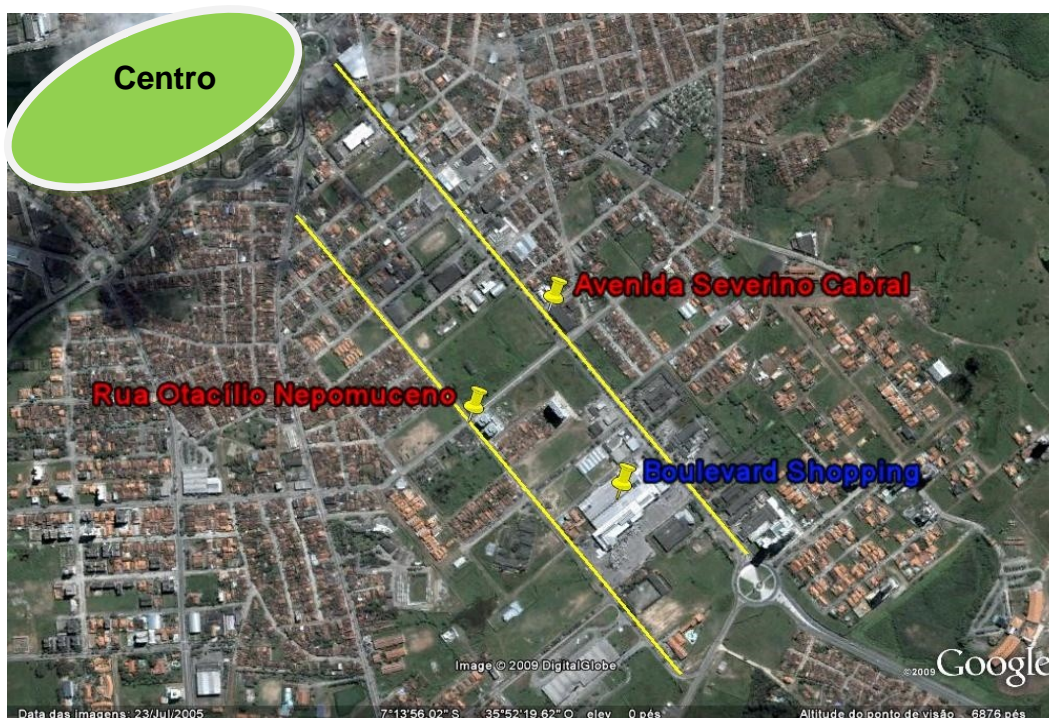 Centro
Avenida Severino Cabral
Rua Otacílio Nepomuceno
Boulevard Shopping
Image © 2009 DigitalGlobe
©2009 Google
Data das imagens: 23/Jul/2005 7°13'56.02" S 35°52'19.62" O elev 0 pés Altitude do ponto de visão 6876 pés